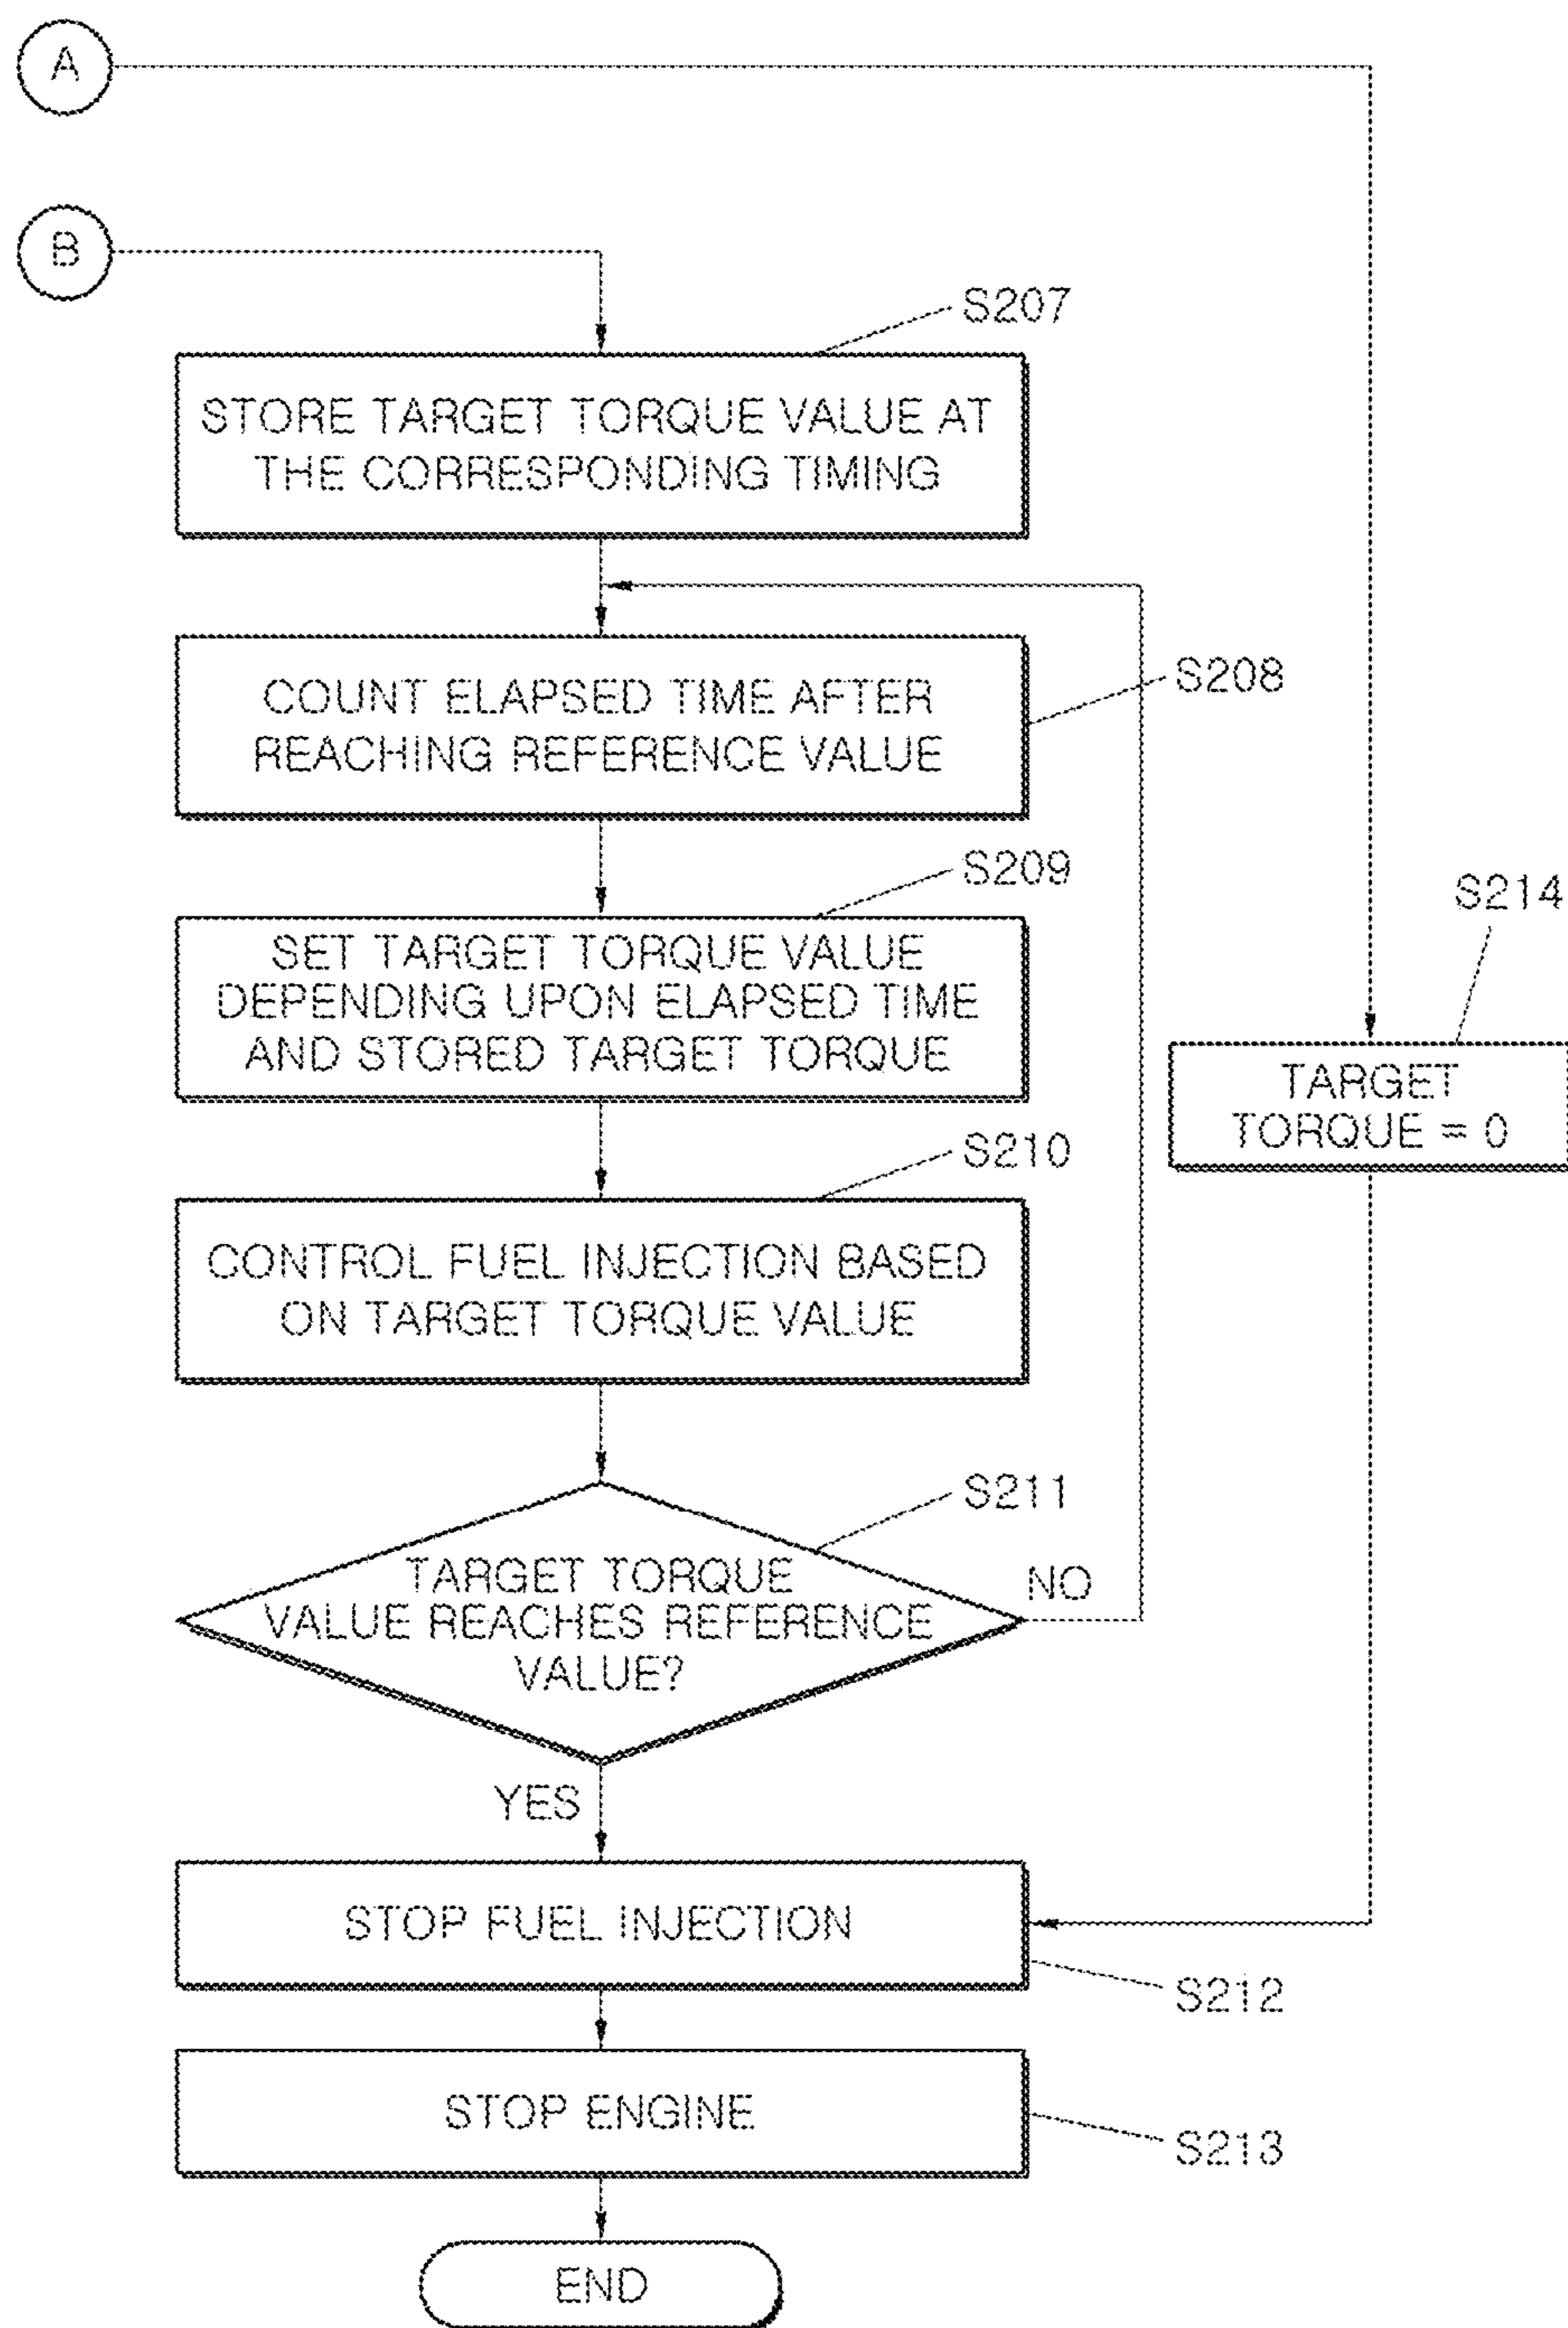 A
B
S207
STORE TARGET TORQUE VALUE AT
THE CORRESPONDING TIMING
S208
COUNT ELAPSED TIME AFTER
REACHING REFERENCE VALUE
S209
SET TARGET TORQUE VALUE
DEPENDING UPON ELAPSED TIME
AND STORED TARGET TORQUE
S214
TARGET
TORQUE = 0
S210
CONTROL FUEL INJECTION BASED
ON TARGET TORQUE VALUE
S211
TARGET TORQUE
VALUE REACHES REFERENCE
VALUE?
NO
YES
STOP FUEL INJECTION
S212
STOP ENGINE
S213
END